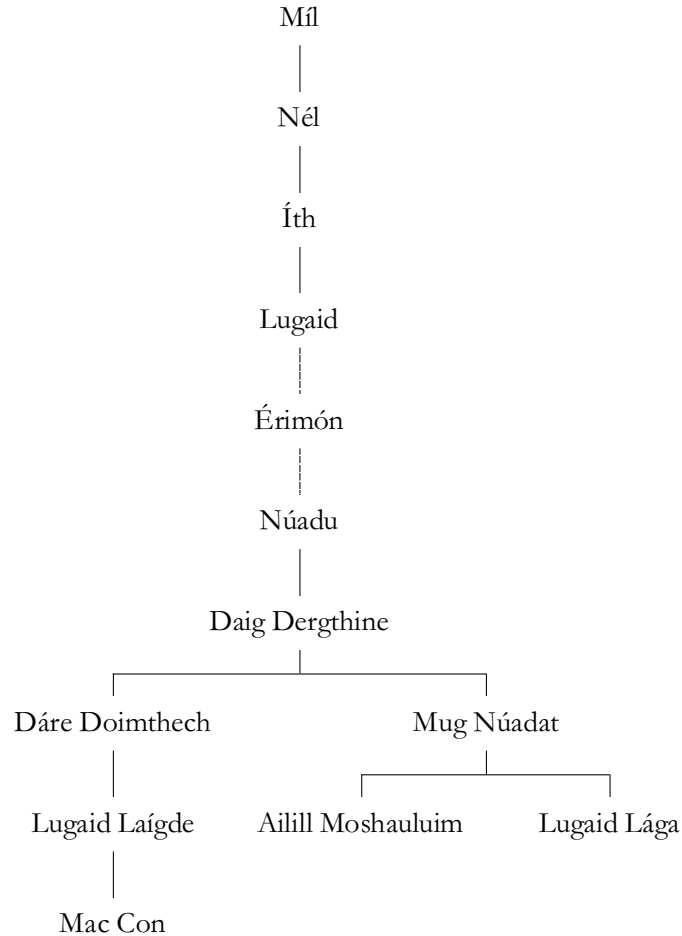 Míl
Nél
Íth
Lugaid
Érimón
Núadu
Daig Dergthine
Dáre Doimthech Mug Núadat
Lugaid Laígde Ailill Moshauluim Lugaid Lága
Mac Con